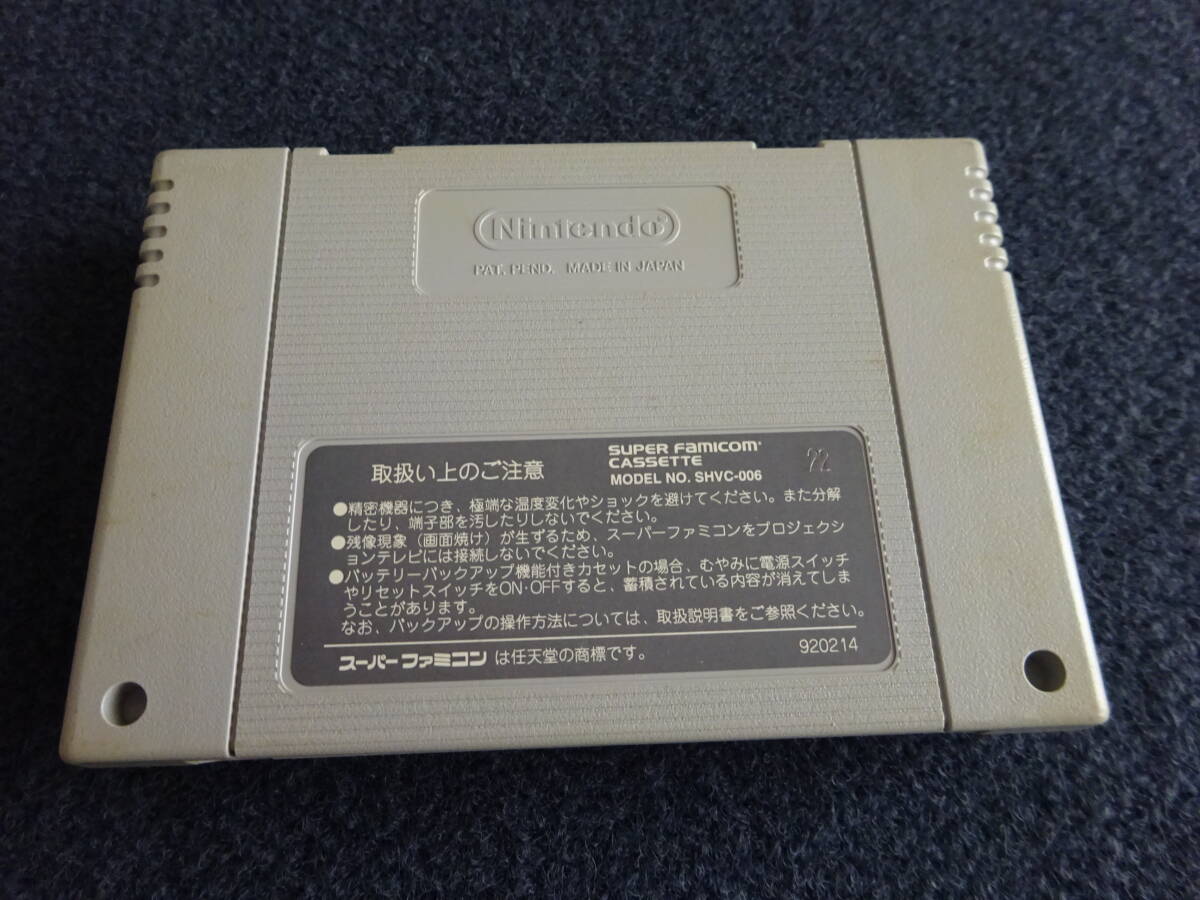 Nintendo
PAT. PEND. MADE IN JAPAN
取扱い上のご注意
SUPER FAMICOM
CASSETTE
MODEL NO. SHVC-006
22
●精密機器につき、極端な温度変化やショックを避けてください。また分解
したり、端子部を汚したりしないでください。
●残像現象（画面焼け）が生ずるため、スーパーファミコンをプロジェクシ
ョンテレビには接続しないでください。
●バッテリーバックアップ機能付きカセットの場合、むやみに電源スイッチ
やリセットスイッチをON・OFFすると、蓄積されている内容が消えてしま
うことがあります。
なお、バックアップの操作方法については、取扱説明書をご参照ください。
スーパーファミコン は任天堂の商標です。
920214